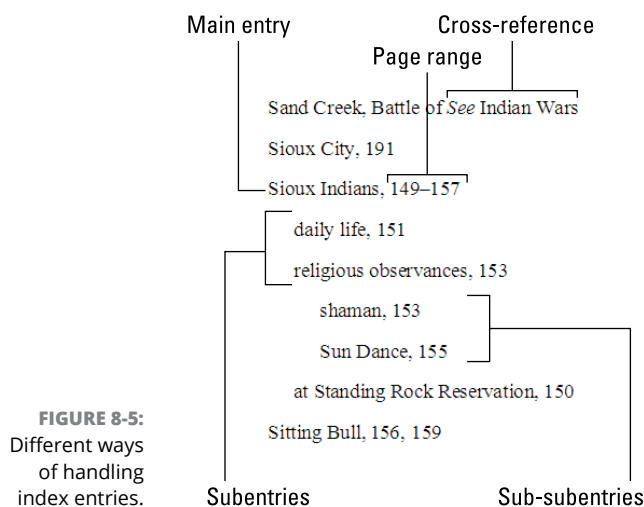 Main entry
Cross-reference
Page range
Sand Creek, Battle of See Indian Wars
Sioux City, 191
Sioux Indians, 149–157
daily life, 151
religious observances, 153
shaman, 153
Sun Dance, 155
at Standing Rock Reservation, 150
Sitting Bull, 156, 159
FIGURE 8-5:
Different ways
of handling
index entries.
Subentries
Sub-subentries